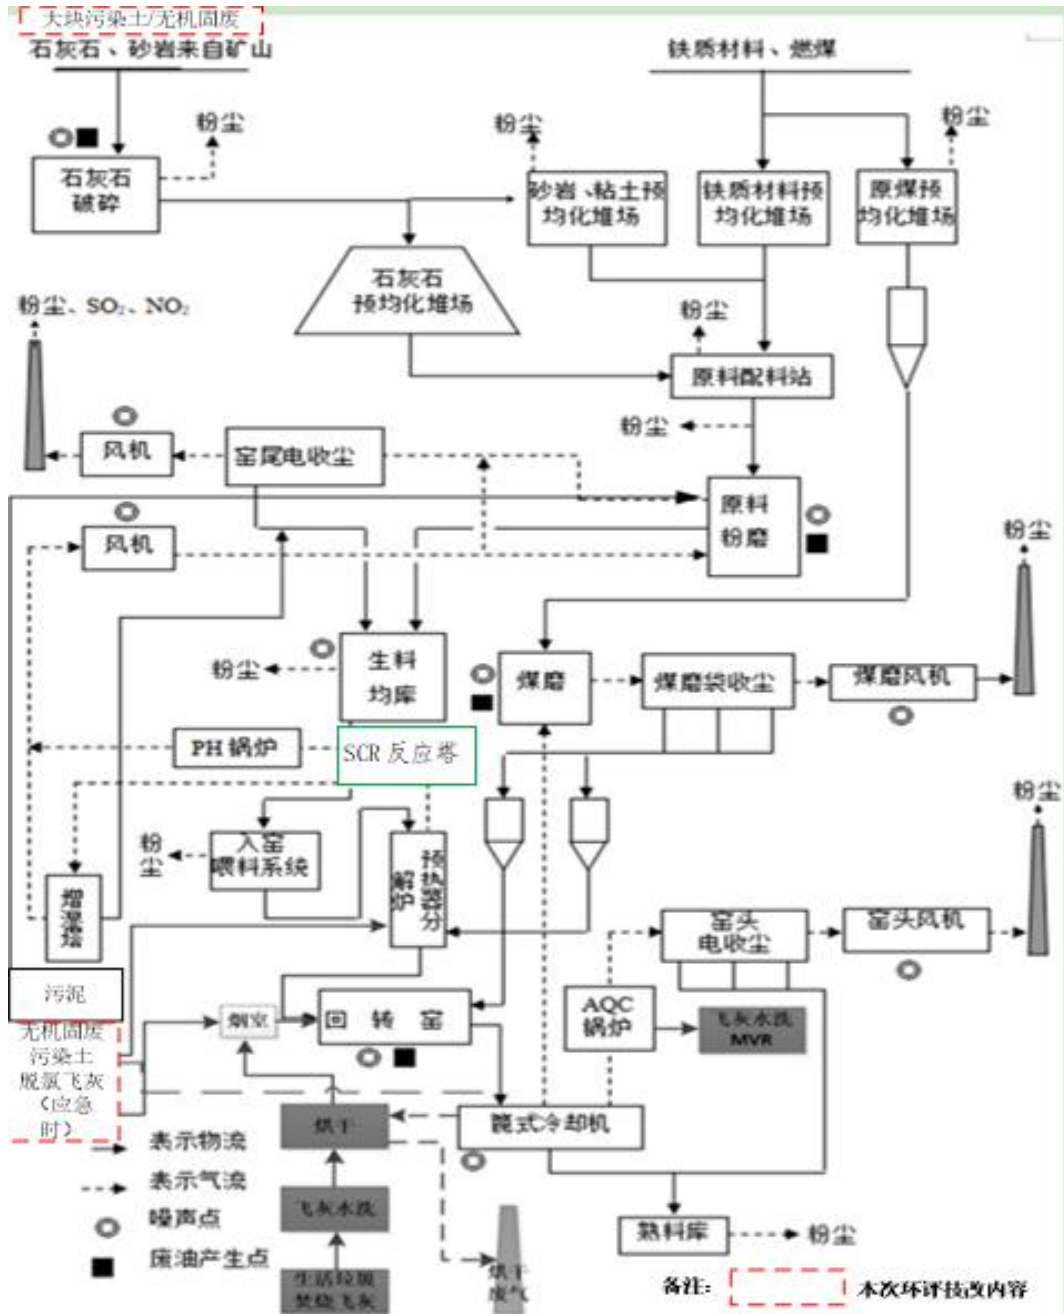 大块污染土/无机固废
石灰石、砂岩来自矿山
铁质材料、燃煤
粉尘
粉尘
粉尘
石灰石
破碎
砂岩、粘土预
均化堆场
铁质材料预
均化堆场
原煤预
均化堆场
石灰石
预均化堆场
粉尘、SO₂、NO₂
粉尘
原料配料站
粉尘
风机
窑尾电收尘
原料
粉磨
风机
粉尘
粉尘
生料
均库
煤磨
煤磨袋收尘
煤磨风机
PH 锅炉
SCR 反应塔
粉尘
粉
尘
入窑
喂料系统
预热器分
解炉
增湿塔
窑头
电收尘
窑头风机
污泥
烟室
回 转 窑
AQC
锅炉
飞灰水洗
MVR
无机固废
污染土
脱氯飞灰
（应急
时）
烘干
篦式冷却机
表示物流
表示气流
飞灰水洗
噪声点
熟料库
粉尘
废油产生点
生活垃圾
焚烧飞灰
烘干
废气
备注：
本次环评技改内容